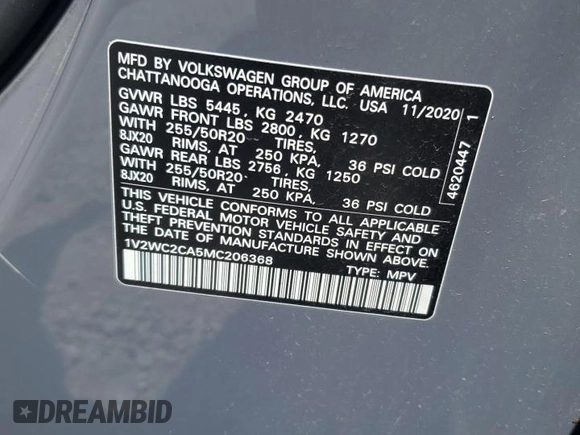 MFD BY VOLKSWAGEN GROUP OF AMERICA
CHATTANOOGA OPERATIONS, LLC. USA 11/2020
GVWR LBS 5445, KG 2470
GAWR FRONT LBS 2800, KG 1270
WITH 255/50R20 TIRES,
8JX20 RIMS, AT 250 KPA, 36 PSI COLD
GAWR REAR LBS 2756, KG 1250
WITH 255/50R20 TIRES,
8JX20 RIMS, AT 250 KPA, 36 PSI COLD
THIS VEHICLE CONFORMS TO ALL APPLICABLE
U.S. FEDERAL MOTOR VEHICLE SAFETY AND
THEFT PREVENTION STANDARDS IN EFFECT ON
THE DATE OF MANUFACTURE SHOWN ABOVE.
1V2WC2CA5MC206368 TYPE: MPV
4620447 1
DREAMBID